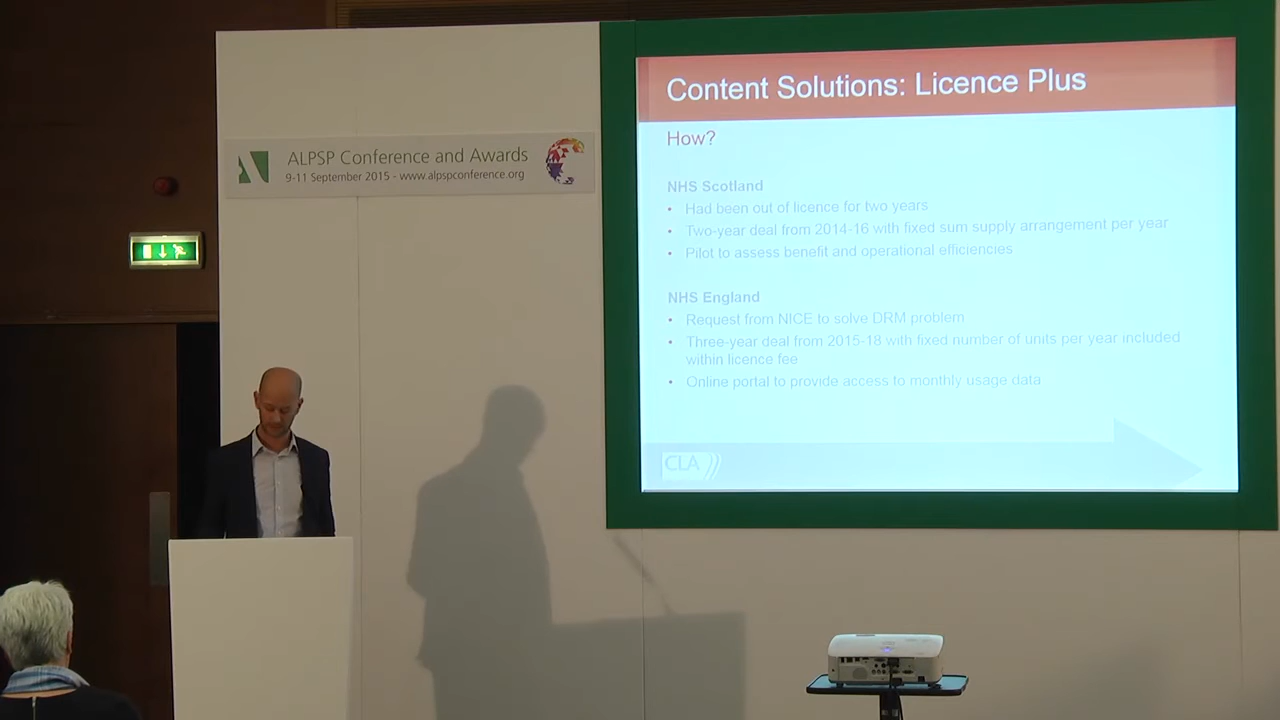 ALPSP Conference and Awards
9-11 September 2015 - www.alpspconference.org
Content Solutions: Licence Plus
How?
NHS Scotland
• Had been out of licence for two years
• Two-year deal from 2014-16 with fixed sum supply arrangement per year
• Pilot to assess benefit and operational efficiencies
NHS England
• Request from NICE to solve DRM problem
• Three-year deal from 2015-18 with fixed number of units per year included
within licence fee
• Online portal to provide access to monthly usage data
CLA